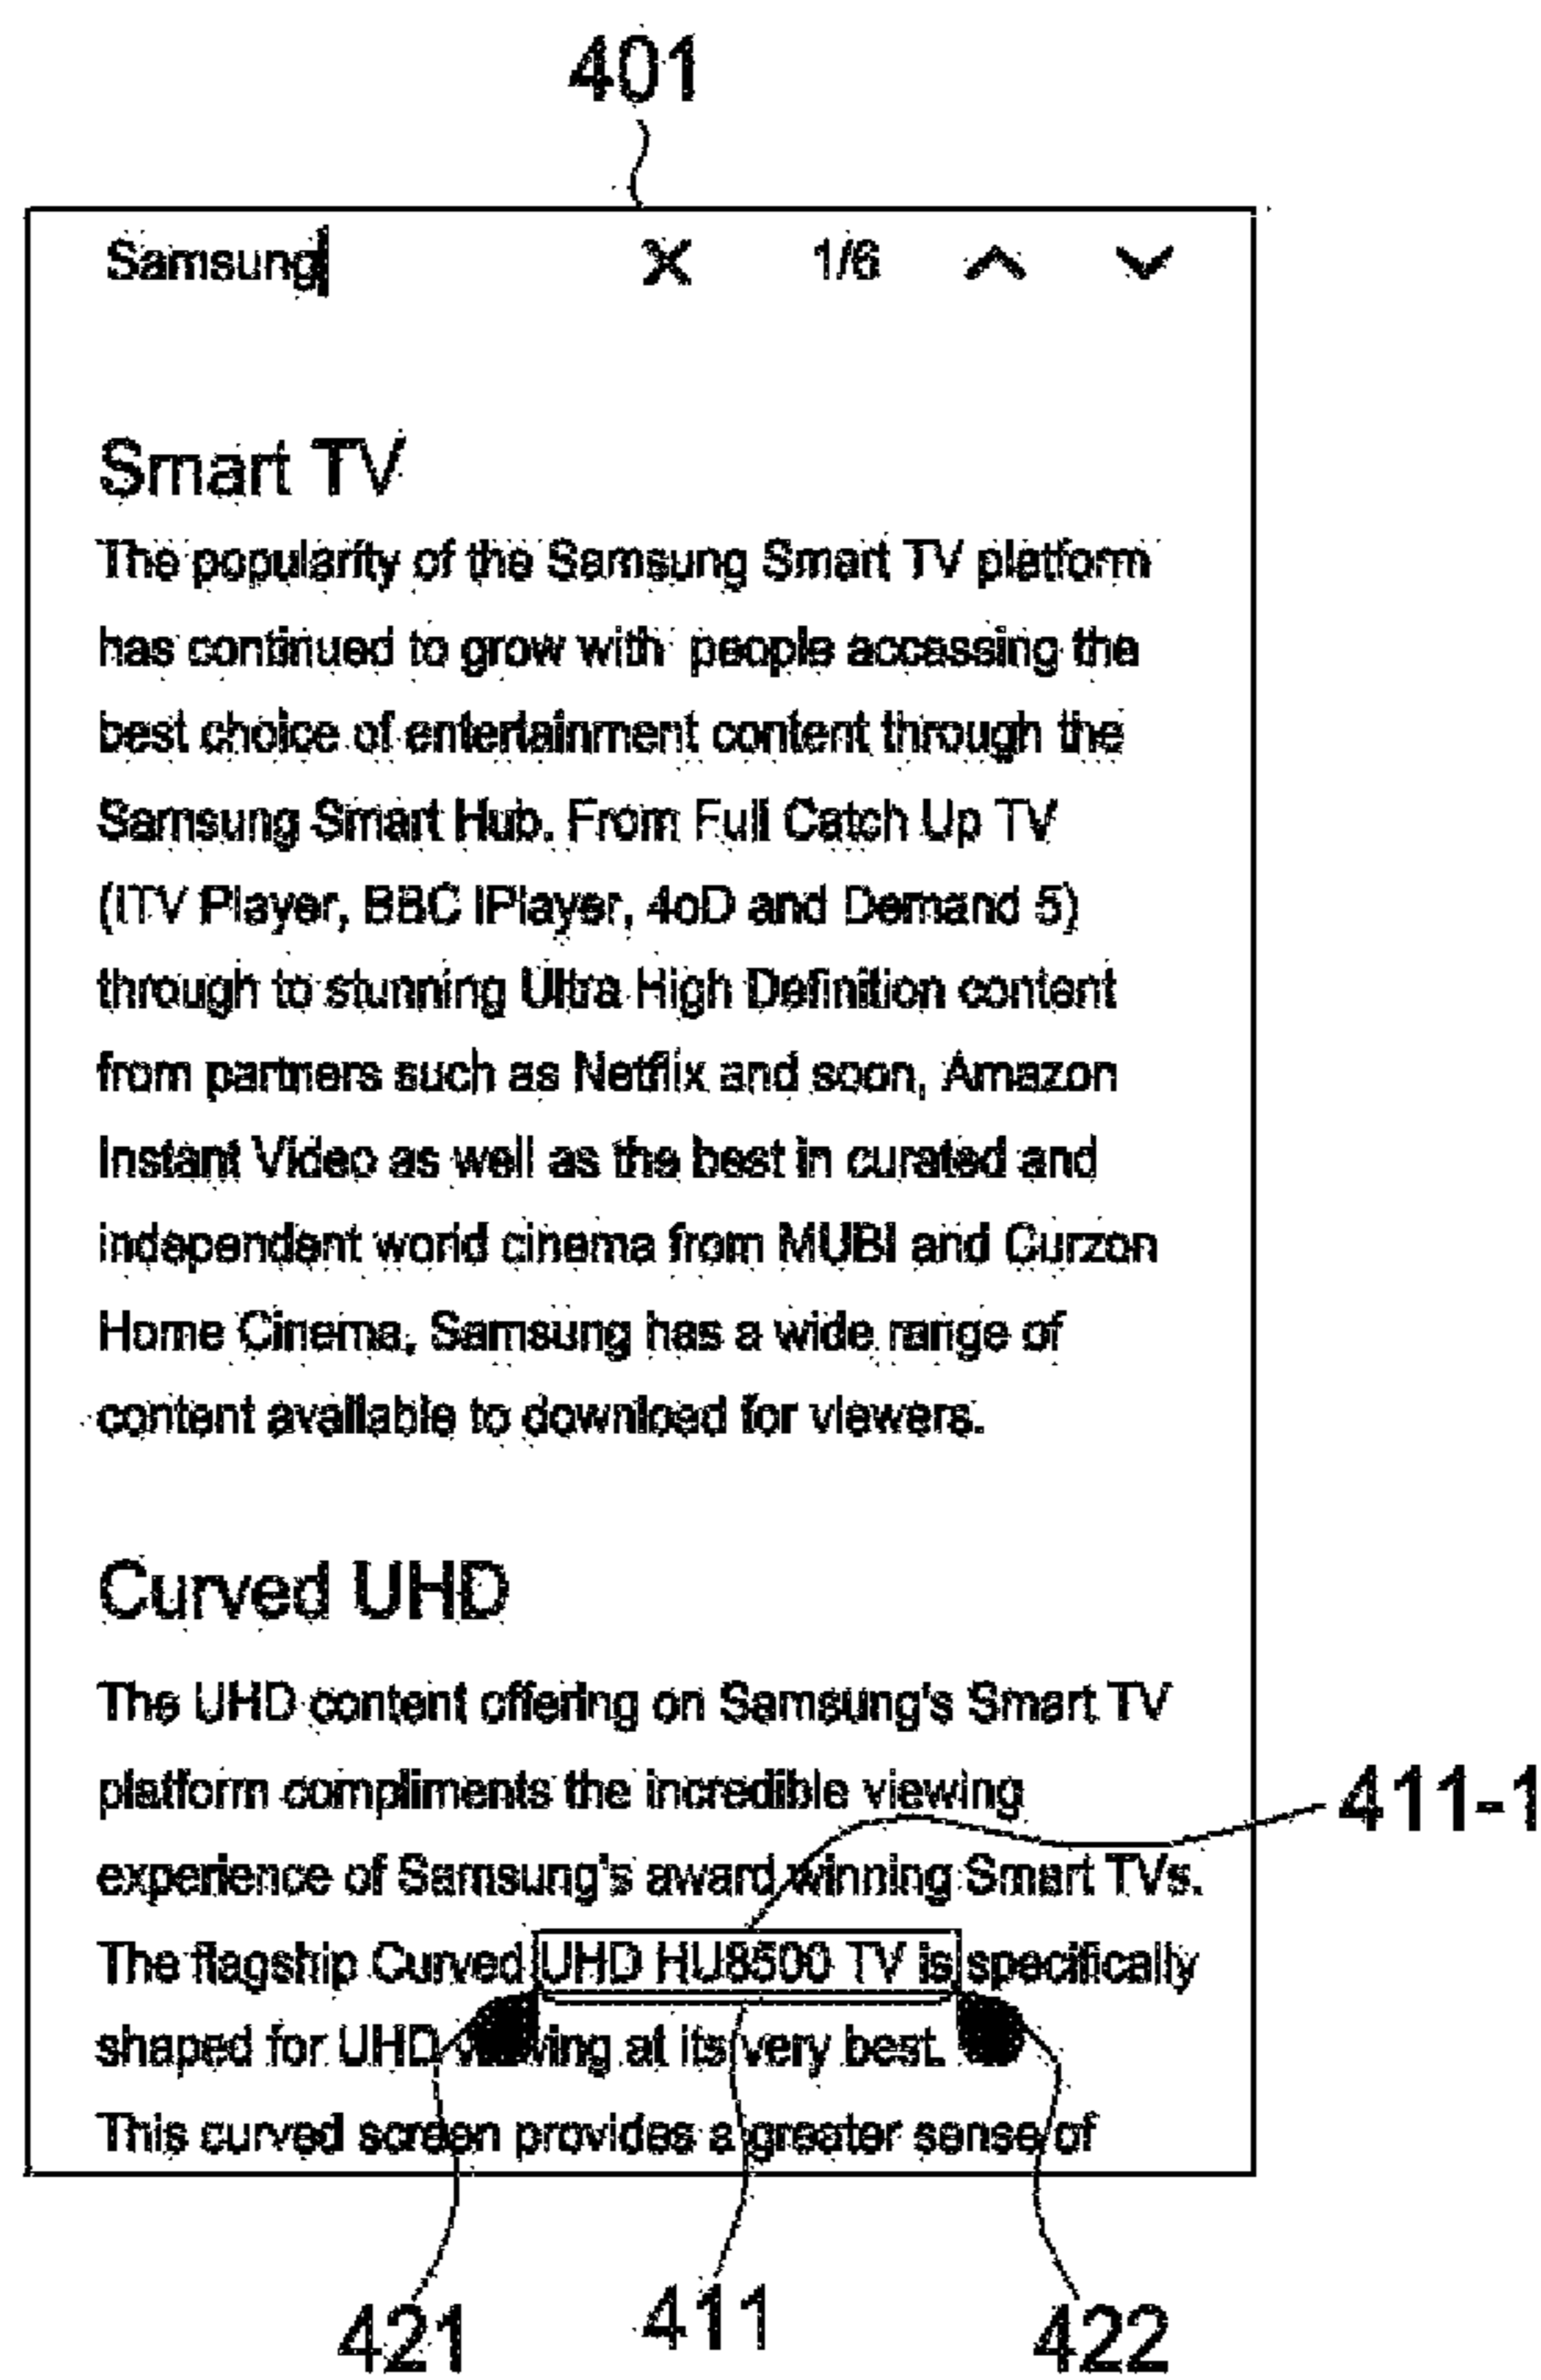 401
Samsung X 1/6
Smart TV
The popularity of the Samsung Smart TV platform
has continued to grow with people accessing the
best choice of entertainment content through the
Samsung Smart Hub. From Full Catch Up TV
(ITV Player, BBC IPlayer, 4oD and Demand 5)
through to stunning Ultra High Definition content
from partners such as Netflix and soon, Amazon
Instant Video as well as the best in curated and
independent world cinema from MUBI and Curzon
Home Cinema, Samsung has a wide range of
content available to download for viewers.
Curved UHD
The UHD content offering on Samsung's Smart TV
platform compliments the incredible viewing
411-1
experience of Samsung's award winning Smart TVs.
The flagship Curved UHD HU8500 TV is specifically
shaped for UHD at its very best.
This curved screen provides a greater sense of
421 411 422